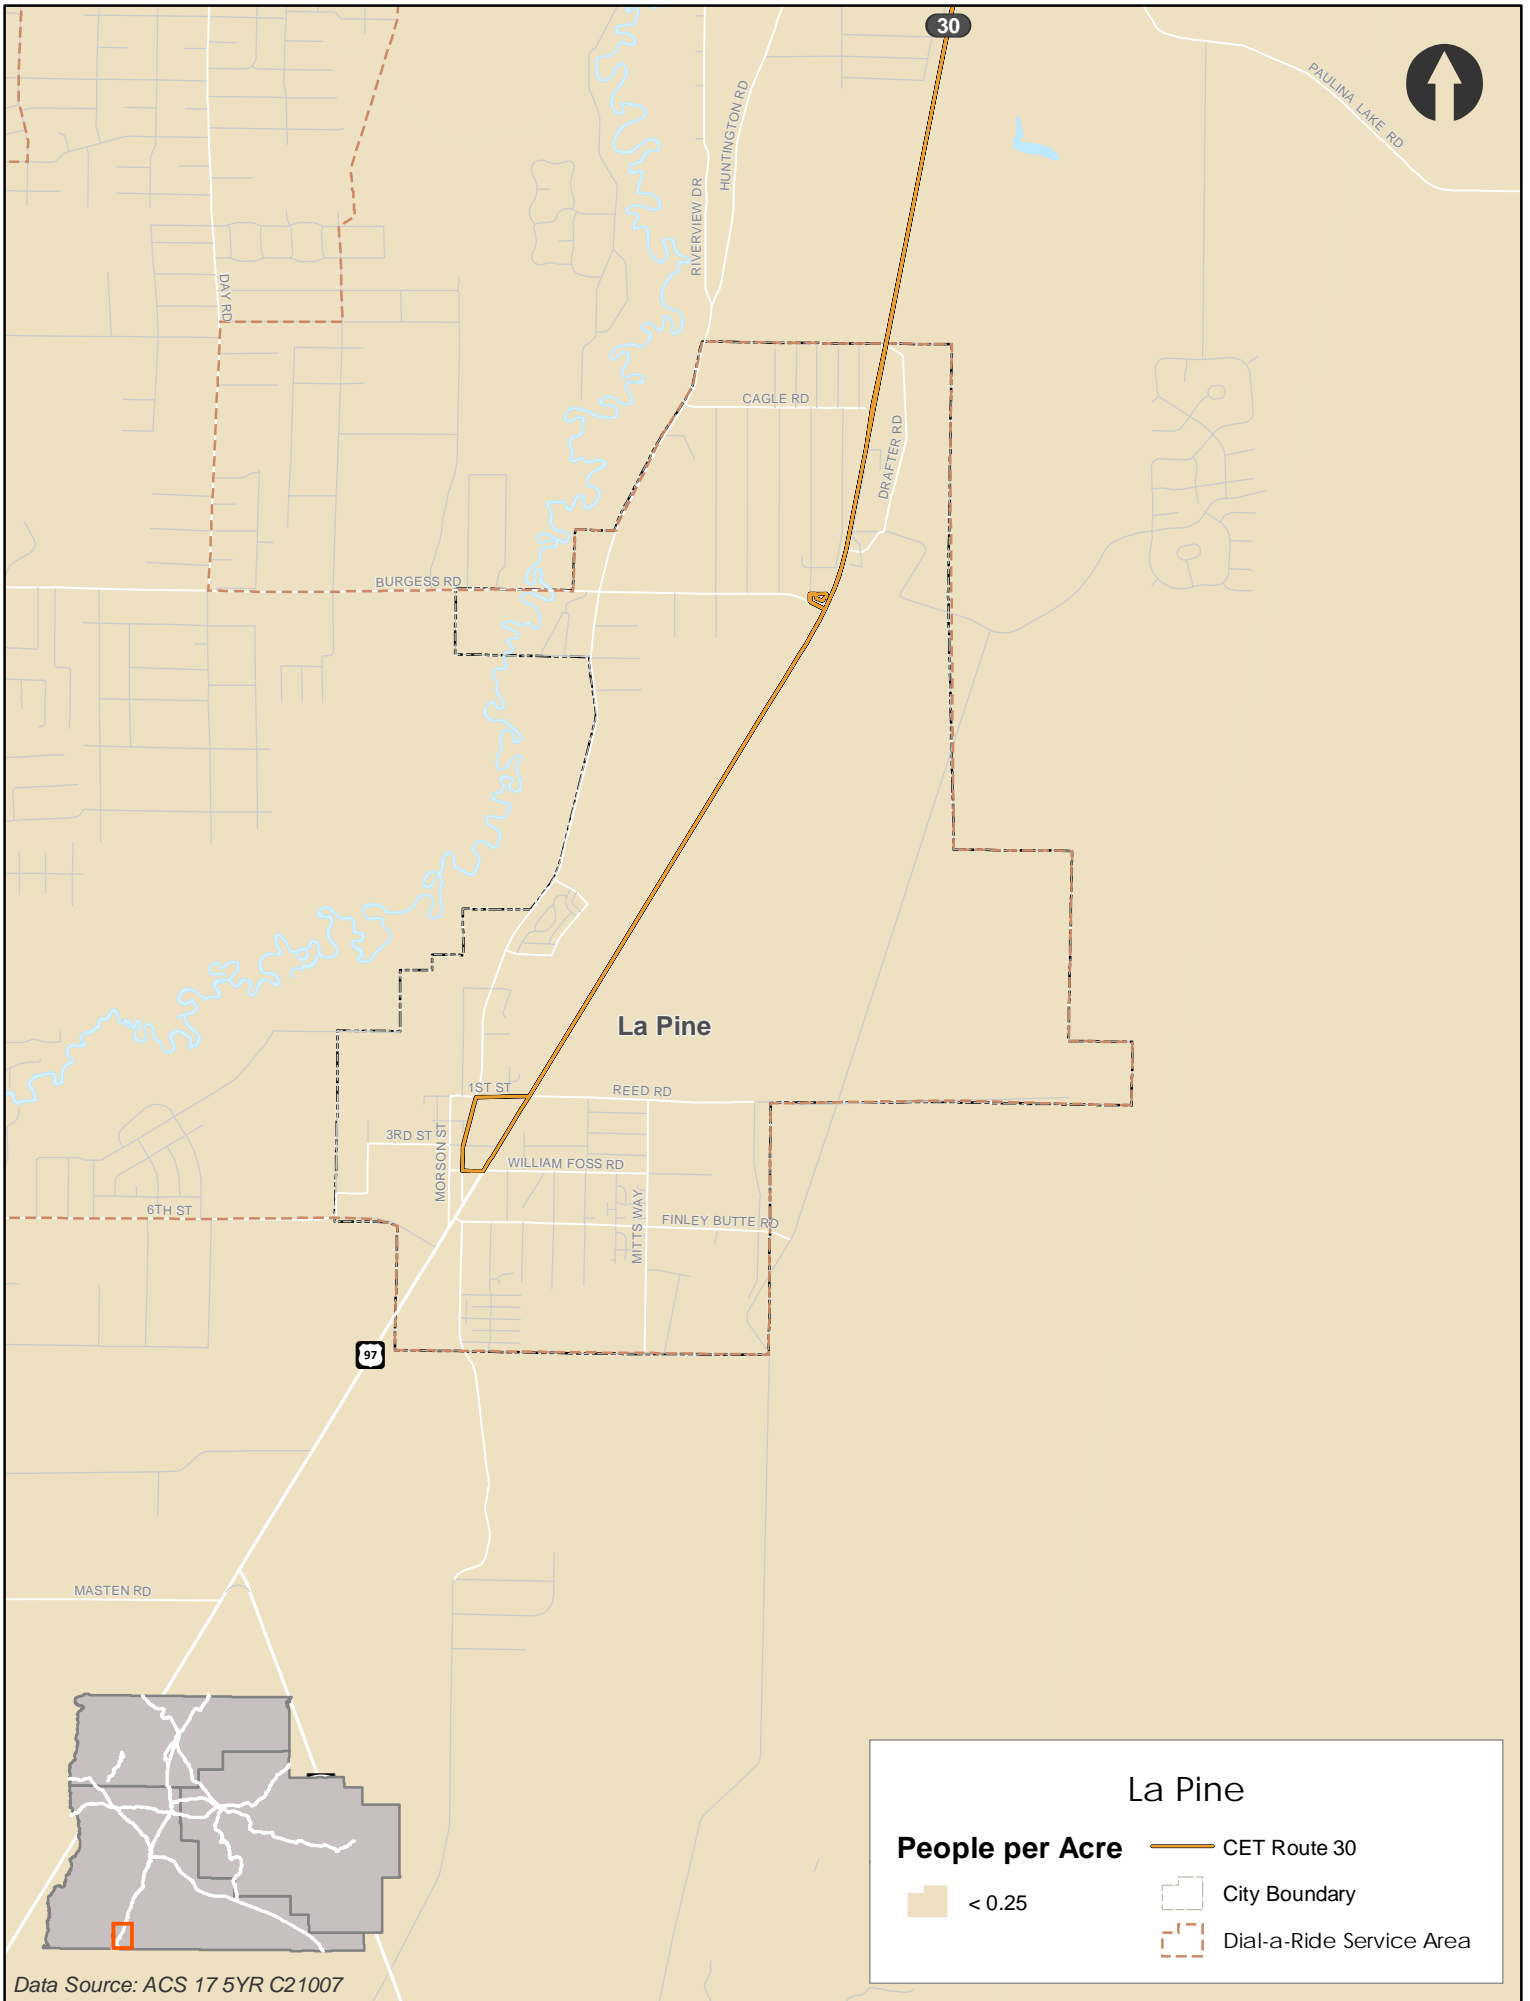 30
PAULINA LAKE RD
HUNTINGTON RD
RIVERVIEW DR
DAY RD
CAGLE RD
DRAFTER RD
BURGESS RD
La Pine
1ST ST
REED RD
3RD ST
MORSON ST
WILLIAM FOSS RD
6TH ST
MITTS WAY
FINLEY BUTTE RD
97
MASTEN RD
La Pine
People per Acre
< 0.25
CET Route 30
City Boundary
Dial-a-Ride Service Area
Data Source: ACS 17 5YR C21007